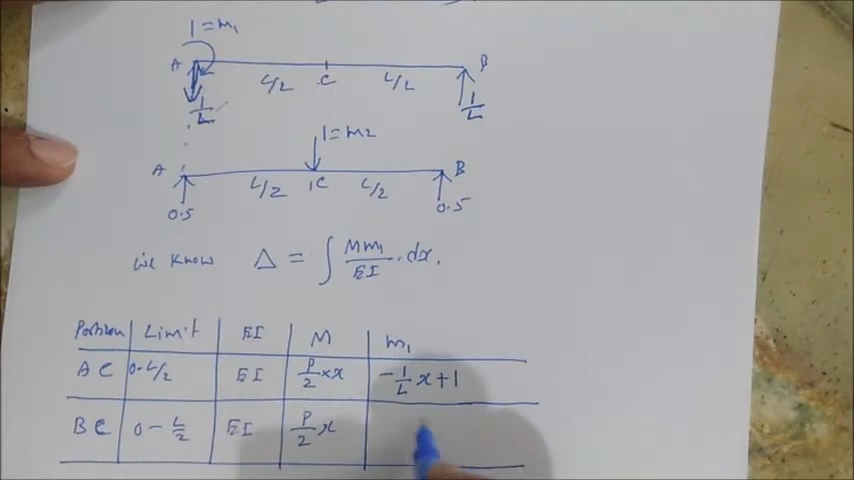 1 = m1
A C B
L/2 L/2
1/L 1/L
1 = m2
A C B
L/2 L/2
0.5 0.5
We know Δ = ∫ Mm1/EI . dx.
Portion Limit EI M m1
AC 0-L/2 EI P/2 × x -1/L x + 1
BC 0 - L/2 EI P/2 x